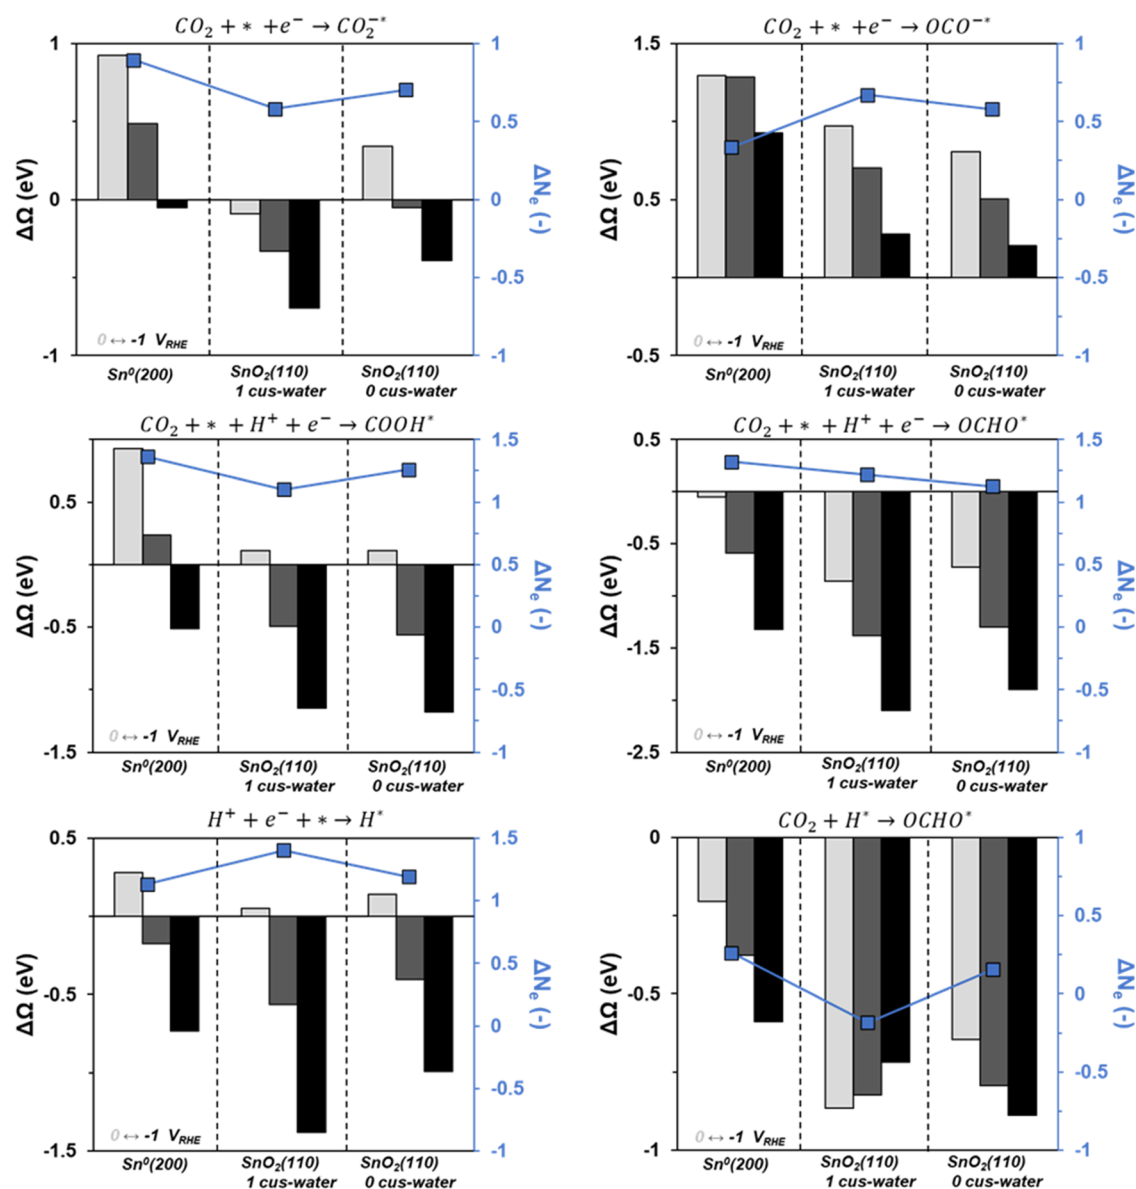 CO₂ + * +e⁻ → CO₂⁻*
1
0
-1
ΔΩ (eV)
1
0.5
0
-0.5
-1
ΔNₑ (-)
0 ↔ -1 V_RHE
Sn⁰(200)
SnO₂(110)
1 cus-water
SnO₂(110)
0 cus-water
CO₂ + * +e⁻ → OCO⁻*
1.5
0.5
-0.5
ΔΩ (eV)
1
0.5
0
-0.5
-1
ΔNₑ (-)
0 ↔ -1 V_RHE
Sn⁰(200)
SnO₂(110)
1 cus-water
SnO₂(110)
0 cus-water
CO₂ + * + H⁺ + e⁻ → COOH*
0.5
-0.5
-1.5
ΔΩ (eV)
1.5
1
0.5
0
-0.5
-1
ΔNₑ (-)
0 ↔ -1 V_RHE
Sn⁰(200)
SnO₂(110)
1 cus-water
SnO₂(110)
0 cus-water
CO₂ + * + H⁺ + e⁻ → OCHO*
0.5
-0.5
-1.5
-2.5
ΔΩ (eV)
1.5
1
0.5
0
-0.5
-1
ΔNₑ (-)
0 ↔ -1 V_RHE
Sn⁰(200)
SnO₂(110)
1 cus-water
SnO₂(110)
0 cus-water
H⁺ + e⁻ + * → H*
0.5
-0.5
-1.5
ΔΩ (eV)
1.5
1
0.5
0
-0.5
-1
ΔNₑ (-)
0 ↔ -1 V_RHE
Sn⁰(200)
SnO₂(110)
1 cus-water
SnO₂(110)
0 cus-water
CO₂ + H* → OCHO*
0
-0.5
-1
ΔΩ (eV)
1
0.5
0
-0.5
-1
ΔNₑ (-)
0 ↔ -1 V_RHE
Sn⁰(200)
SnO₂(110)
1 cus-water
SnO₂(110)
0 cus-water